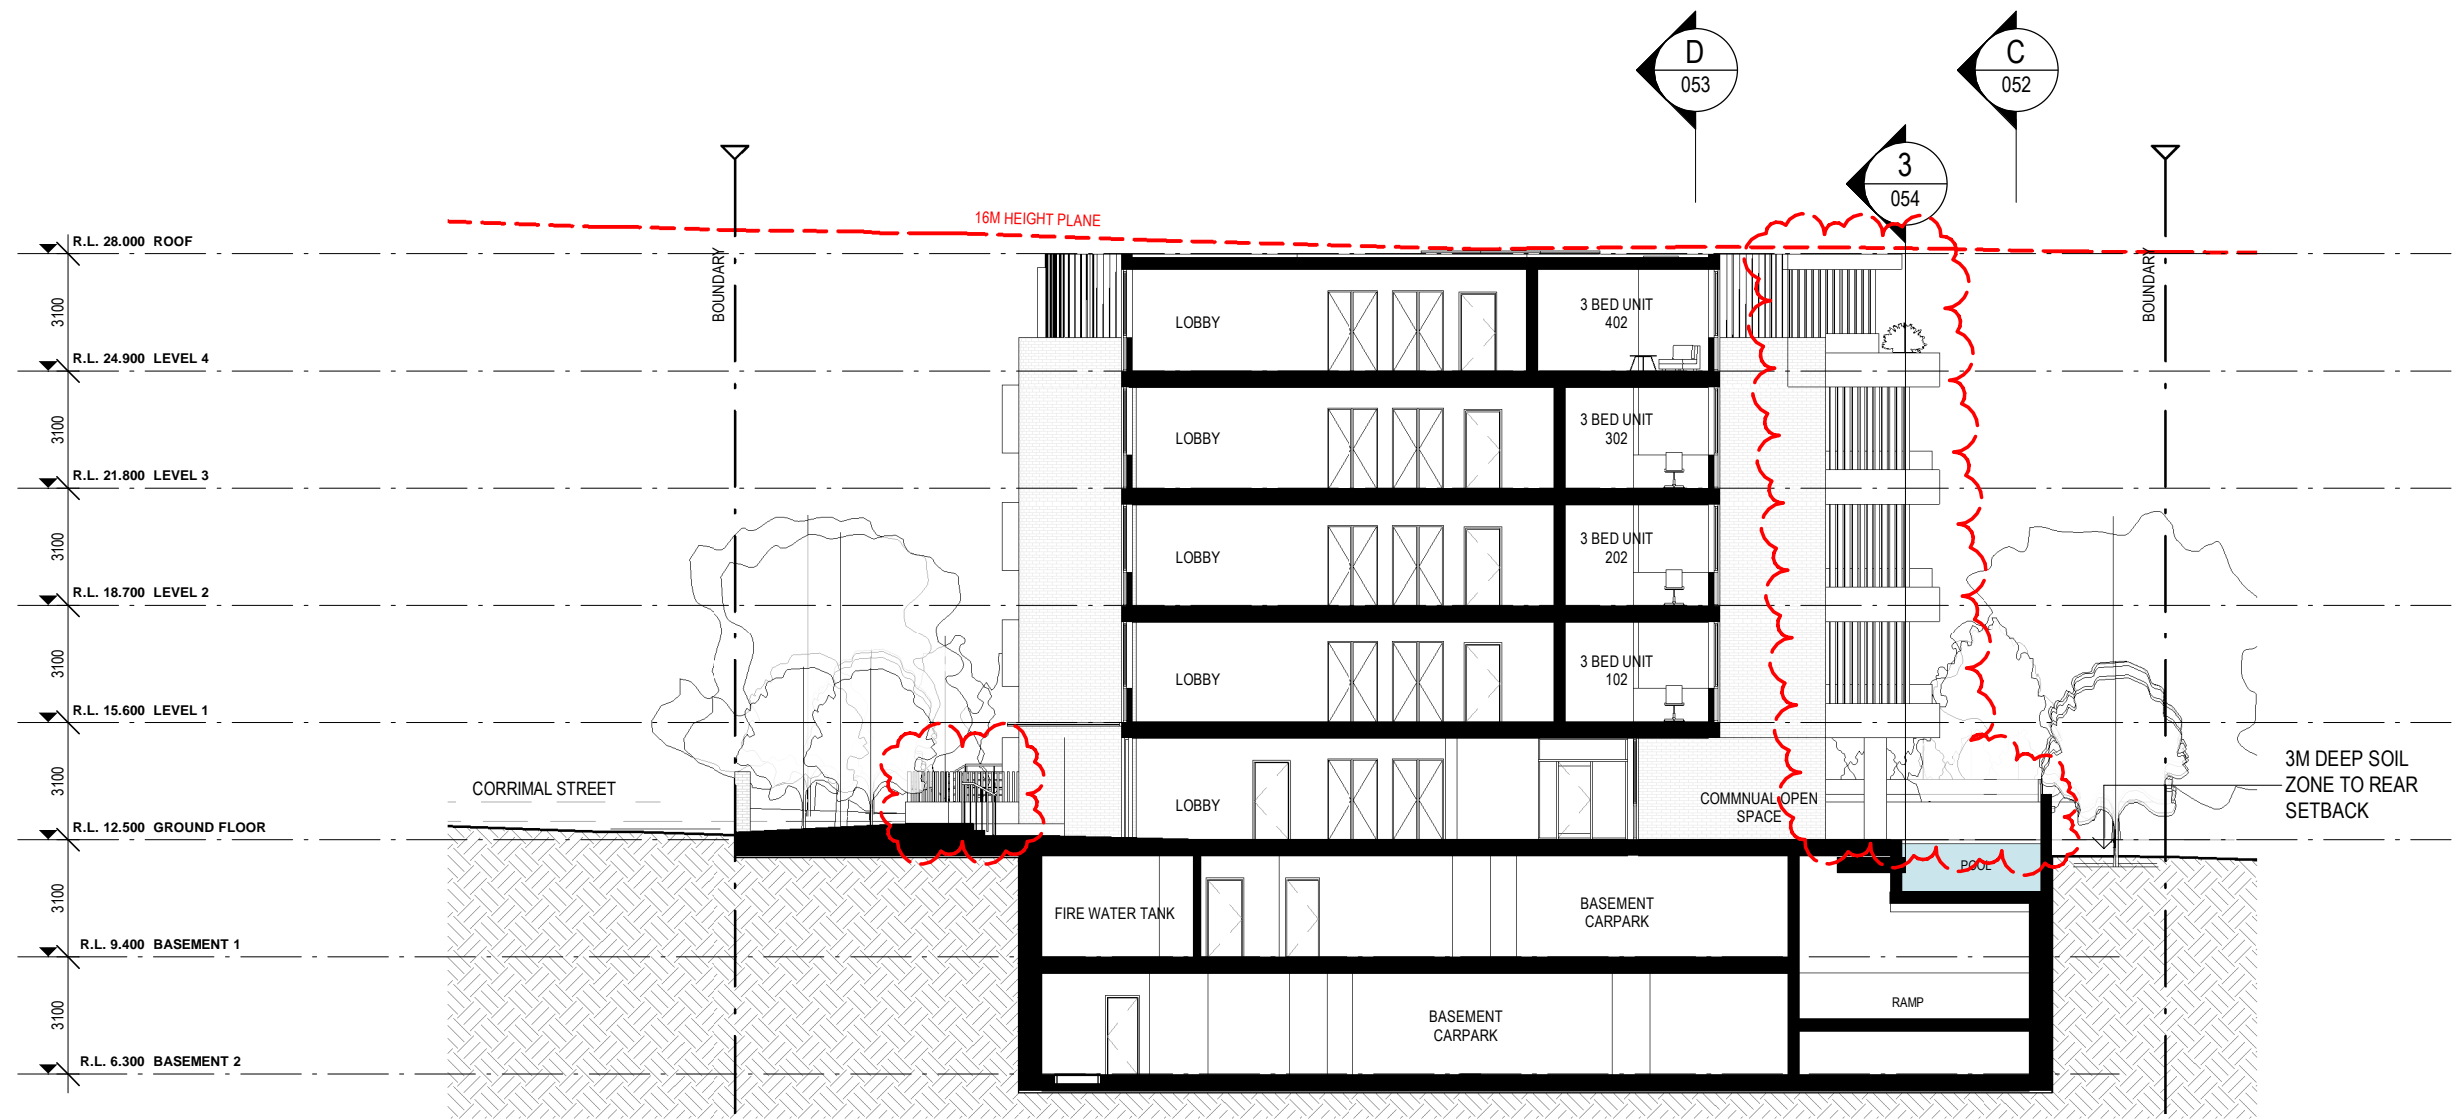 D
053
C
052
3
054
16M HEIGHT PLANE
R.L. 28.000 ROOF
BOUNDARY
BOUNDARY
3100
LOBBY
3 BED UNIT
402
R.L. 24.900 LEVEL 4
3100
LOBBY
3 BED UNIT
302
R.L. 21.800 LEVEL 3
3100
LOBBY
3 BED UNIT
202
R.L. 18.700 LEVEL 2
3100
LOBBY
3 BED UNIT
102
R.L. 15.600 LEVEL 1
3100
CORRIMAL STREET
LOBBY
COMMNUAL OPEN
SPACE
3M DEEP SOIL
ZONE TO REAR
SETBACK
R.L. 12.500 GROUND FLOOR
POOL
3100
FIRE WATER TANK
BASEMENT
CARPARK
R.L. 9.400 BASEMENT 1
3100
RAMP
BASEMENT
CARPARK
R.L. 6.300 BASEMENT 2